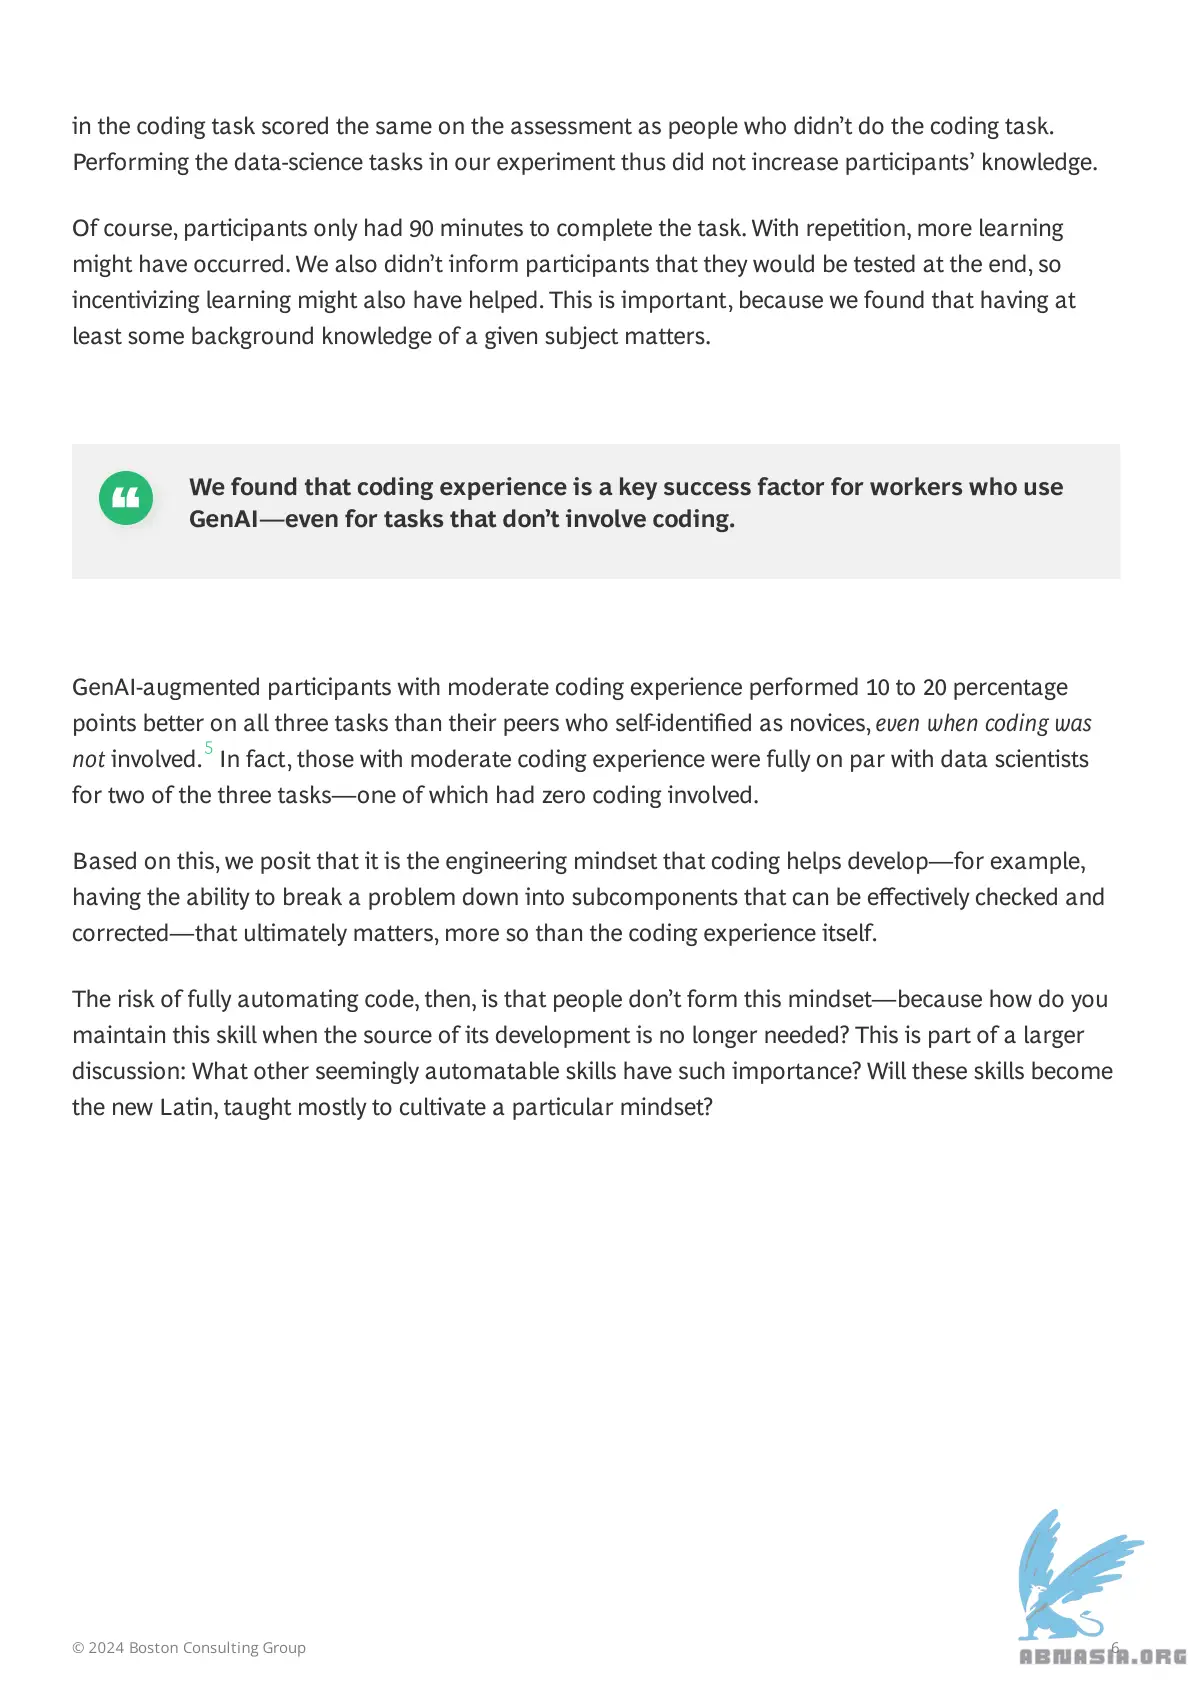 in the coding task scored the same on the assessment as people who didn’t do the coding task.
Performing the data-science tasks in our experiment thus did not increase participants’ knowledge.
Of course, participants only had 90 minutes to complete the task. With repetition, more learning
might have occurred. We also didn’t inform participants that they would be tested at the end, so
incentivizing learning might also have helped. This is important, because we found that having at
least some background knowledge of a given subject matters.
We found that coding experience is a key success factor for workers who use
GenAI—even for tasks that don’t involve coding.
GenAI-augmented participants with moderate coding experience performed 10 to 20 percentage
points better on all three tasks than their peers who self-identified as novices, even when coding was
not involved.5 In fact, those with moderate coding experience were fully on par with data scientists
for two of the three tasks—one of which had zero coding involved.
Based on this, we posit that it is the engineering mindset that coding helps develop—for example,
having the ability to break a problem down into subcomponents that can be effectively checked and
corrected—that ultimately matters, more so than the coding experience itself.
The risk of fully automating code, then, is that people don’t form this mindset—because how do you
maintain this skill when the source of its development is no longer needed? This is part of a larger
discussion: What other seemingly automatable skills have such importance? Will these skills become
the new Latin, taught mostly to cultivate a particular mindset?
© 2024 Boston Consulting Group
6
ABNASIA.ORG